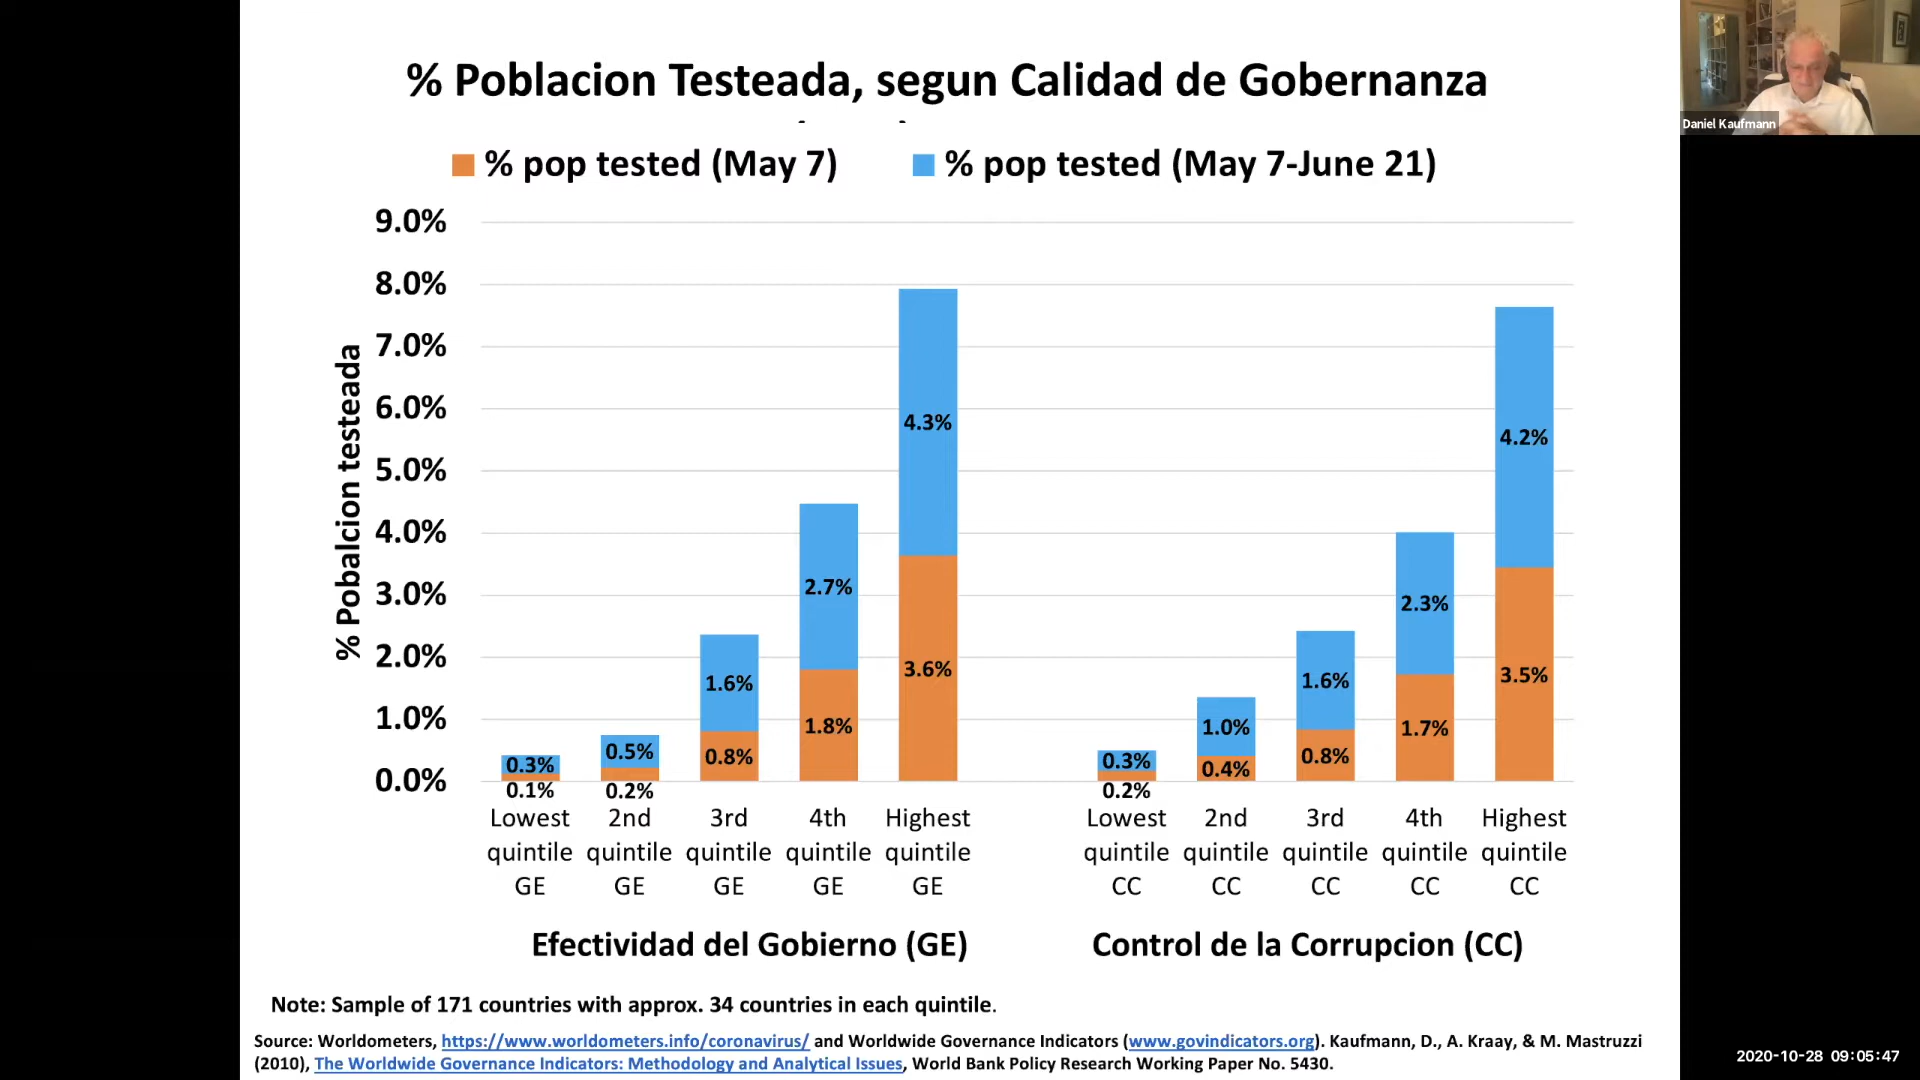 % Poblacion Testeada, segun Calidad de Gobernanza
% pop tested (May 7)
% pop tested (May 7-June 21)
Daniel Kaufmann
% Pobalcion testeada
9.0%
8.0%
7.0%
6.0%
5.0%
4.0%
3.0%
2.0%
1.0%
0.0%
0.3%
0.1%
0.5%
0.2%
1.6%
0.8%
2.7%
1.8%
4.3%
3.6%
0.3%
0.2%
1.0%
0.4%
1.6%
0.8%
2.3%
1.7%
4.2%
3.5%
Lowest quintile GE
2nd quintile GE
3rd quintile GE
4th quintile GE
Highest quintile GE
Lowest quintile CC
2nd quintile CC
3rd quintile CC
4th quintile CC
Highest quintile CC
Efectividad del Gobierno (GE)
Control de la Corrupcion (CC)
Note: Sample of 171 countries with approx. 34 countries in each quintile.
Source: Worldometers, https://www.worldometers.info/coronavirus/ and Worldwide Governance Indicators (www.govindicators.org). Kaufmann, D., A. Kraay, & M. Mastruzzi
(2010), The Worldwide Governance Indicators: Methodology and Analytical Issues, World Bank Policy Research Working Paper No. 5430.
2020-10-28 09:05:47